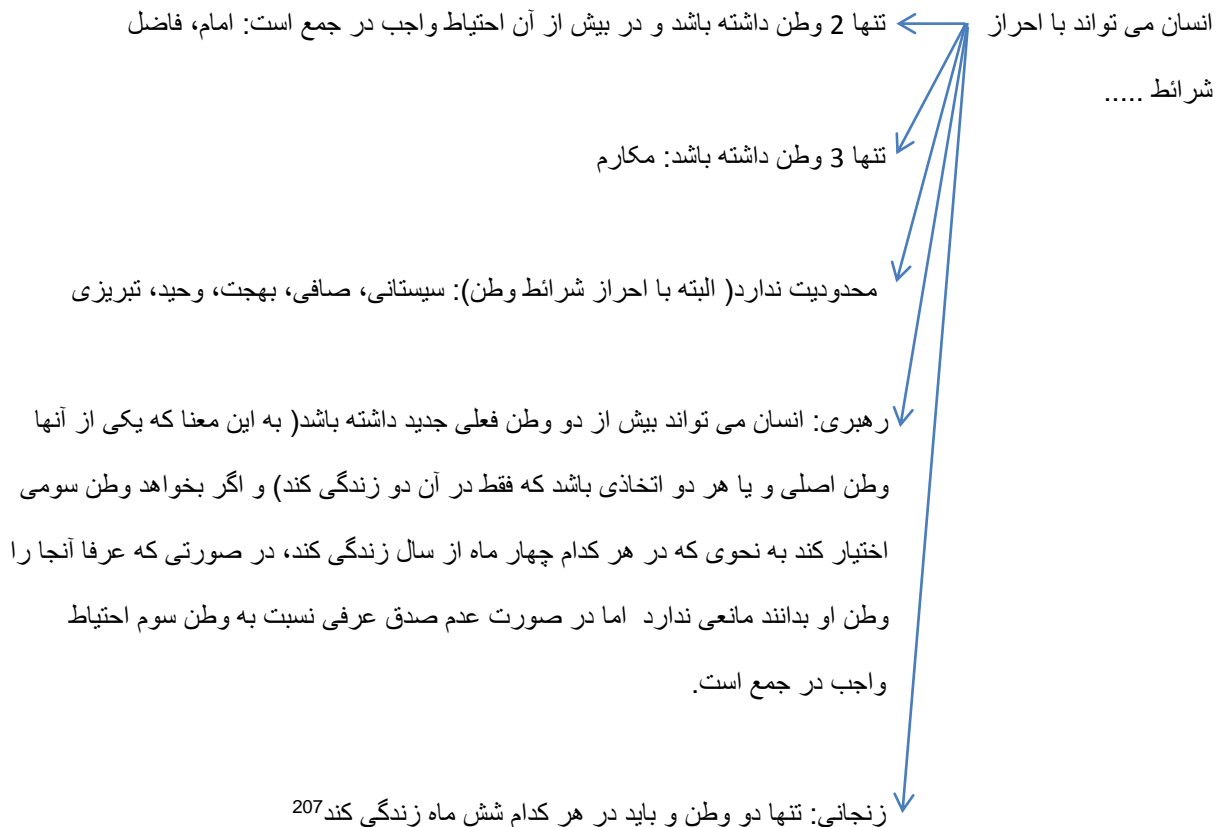 انسان می تواند با احراز
شرائط .....
تنها 2 وطن داشته باشد و در بیش از آن احتیاط واجب در جمع است: امام، فاضل
تنها 3 وطن داشته باشد: مکارم
محدودیت ندارد( البته با احراز شرائط وطن): سیستانی، صافی، بهجت، وحید، تبریزی
رهبری: انسان می تواند بیش از دو وطن فعلی جدید داشته باشد( به این معنا که یکی از آنها
وطن اصلی و یا هر دو اتخاذی باشد که فقط در آن دو زندگی کند) و اگر بخواهد وطن سومی
اختیار کند به نحوی که در هر کدام چهار ماه از سال زندگی کند، در صورتی که عرفا آنجا را
وطن او بدانند مانعی ندارد اما در صورت عدم صدق عرفی نسبت به وطن سوم احتیاط
واجب در جمع است.
زنجانی: تنها دو وطن و باید در هر کدام شش ماه زندگی کند207